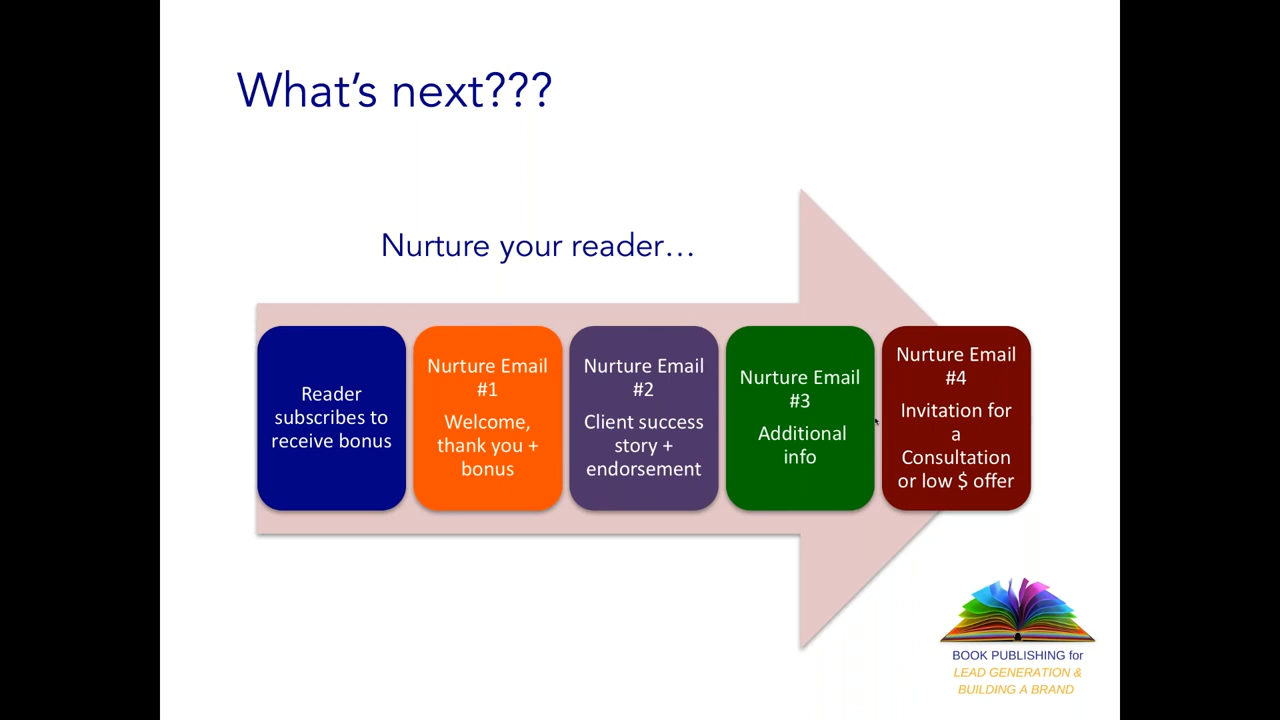 What's next???
Nurture your reader...
Reader
subscribes to
receive bonus
Nurture Email
#1
Welcome,
thank you +
bonus
Nurture Email
#2
Client success
story +
endorsement
Nurture Email
#3
Additional
info
Nurture Email
#4
Invitation for
a
Consultation
or low $ offer
BOOK PUBLISHING for
LEAD GENERATION &
BUILDING A BRAND